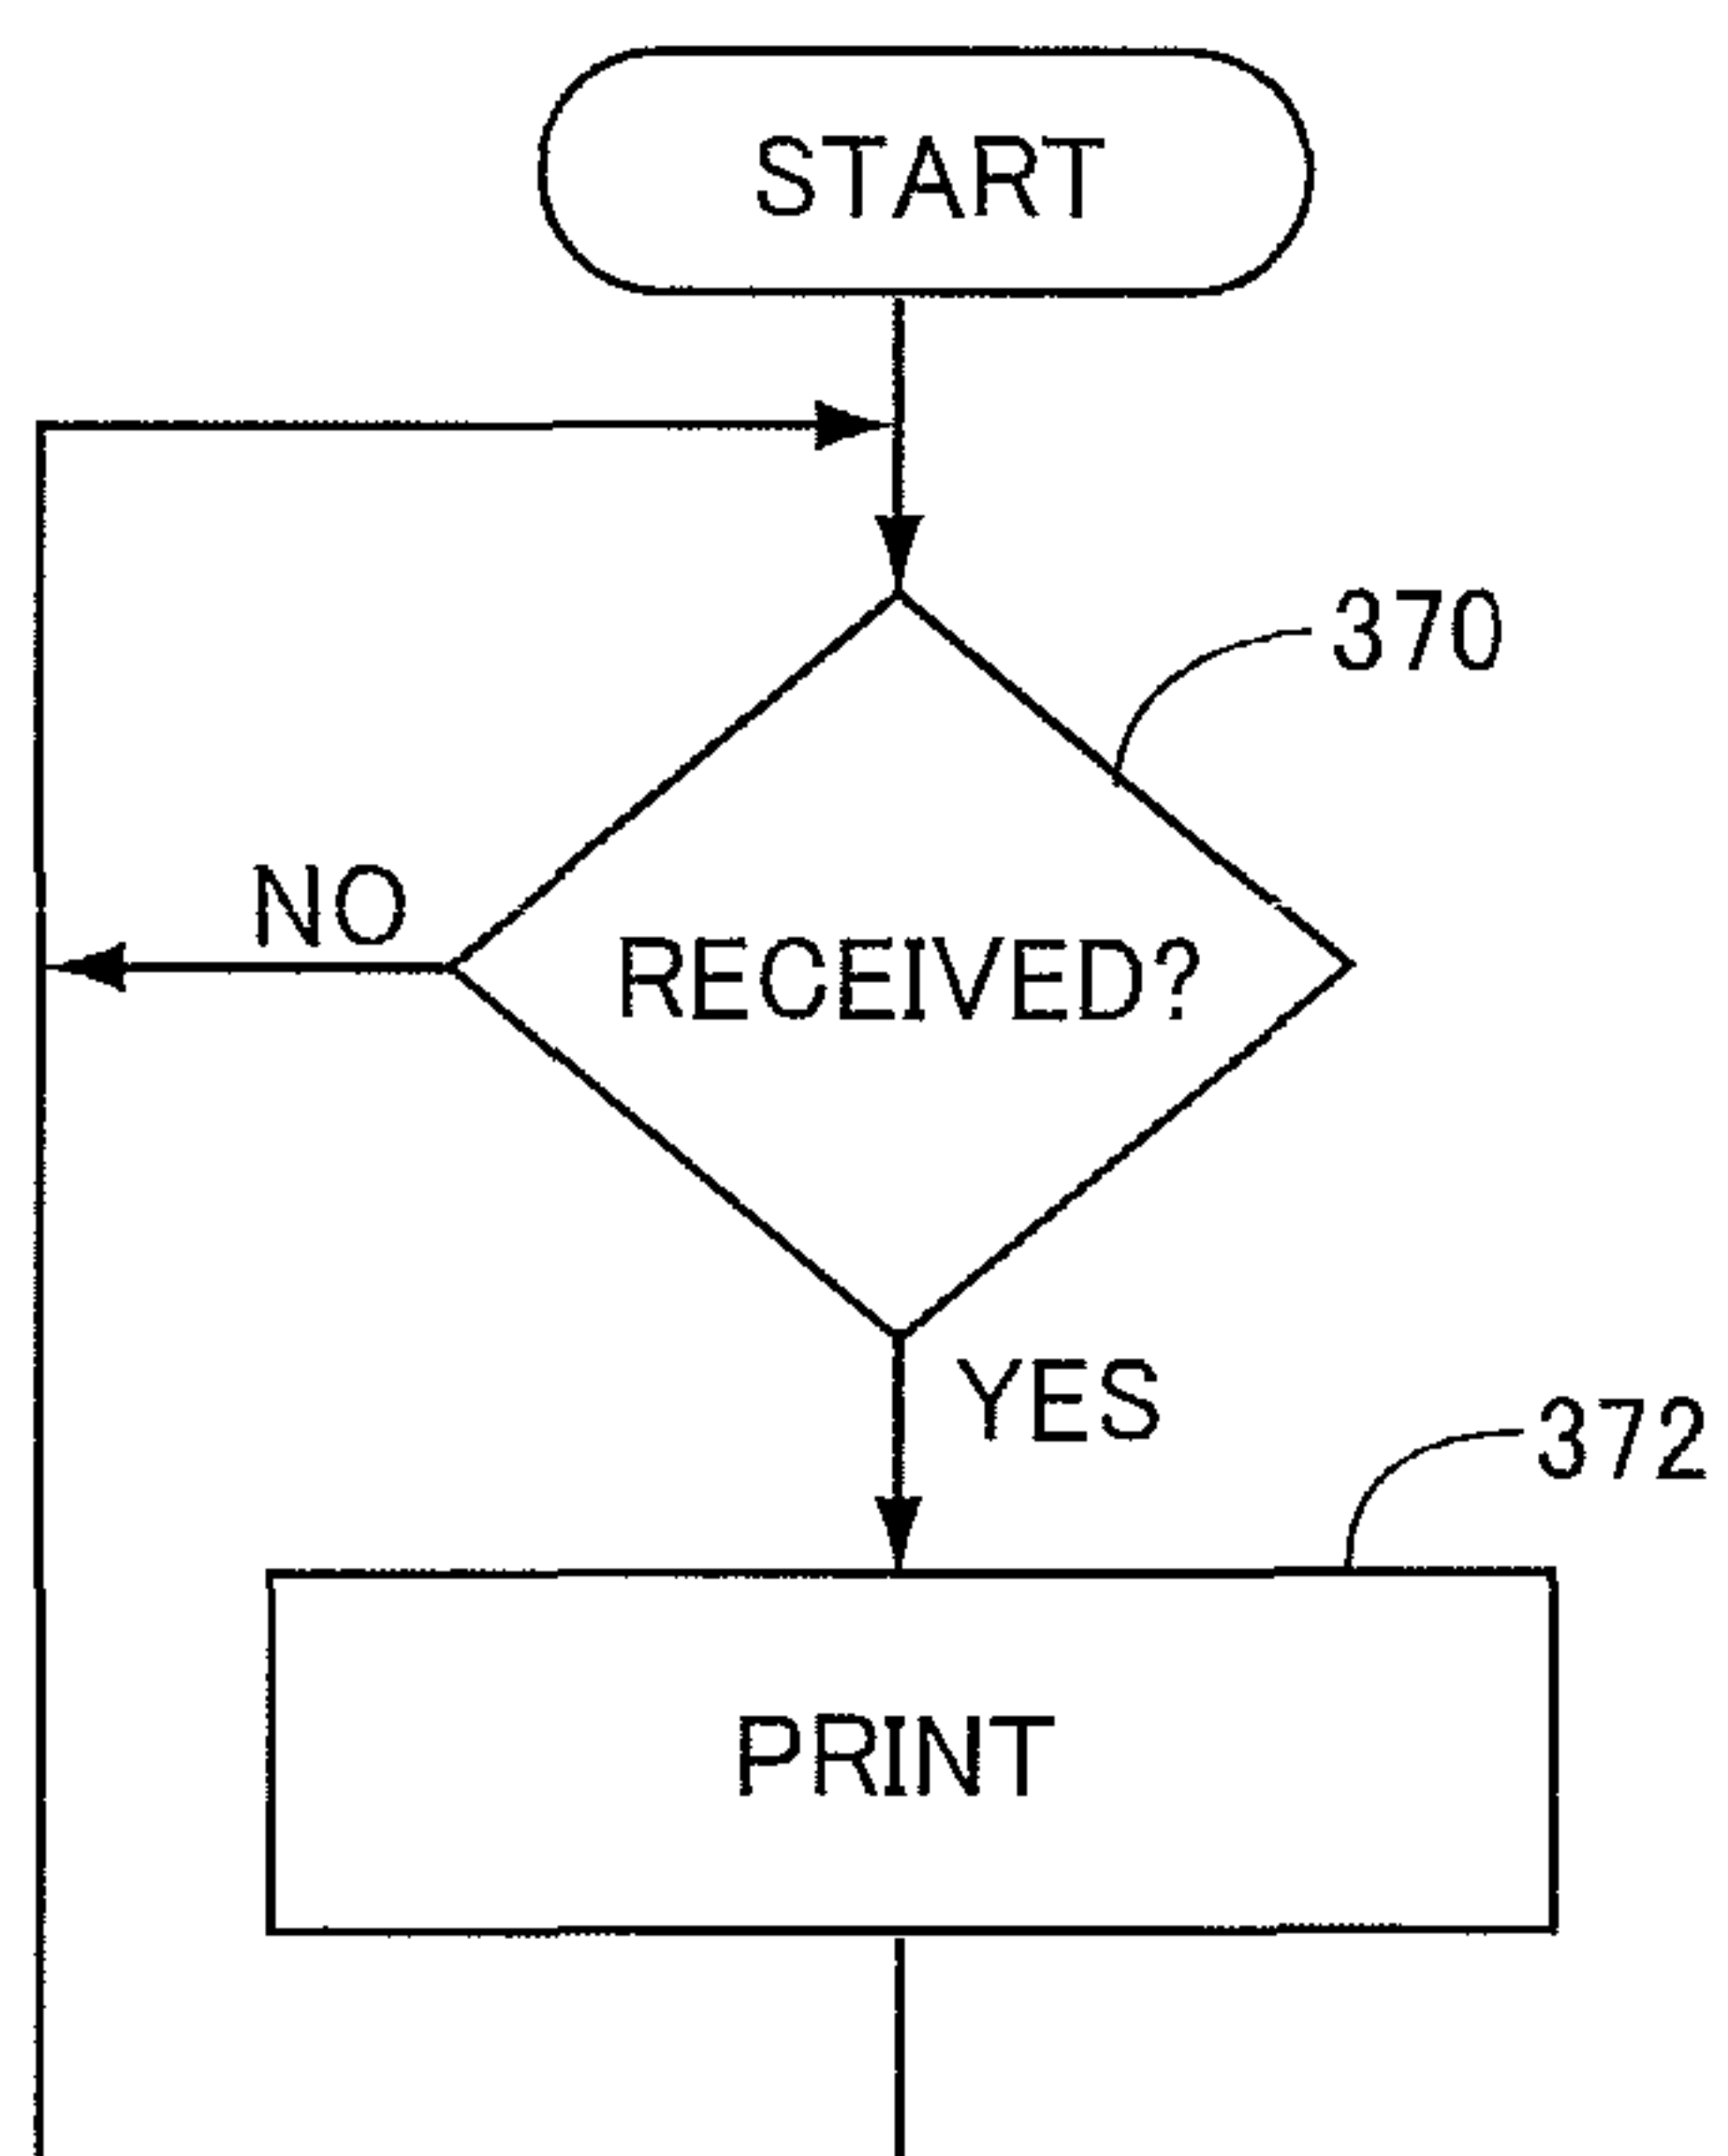 START
370
NO
RECEIVED?
YES
372
PRINT